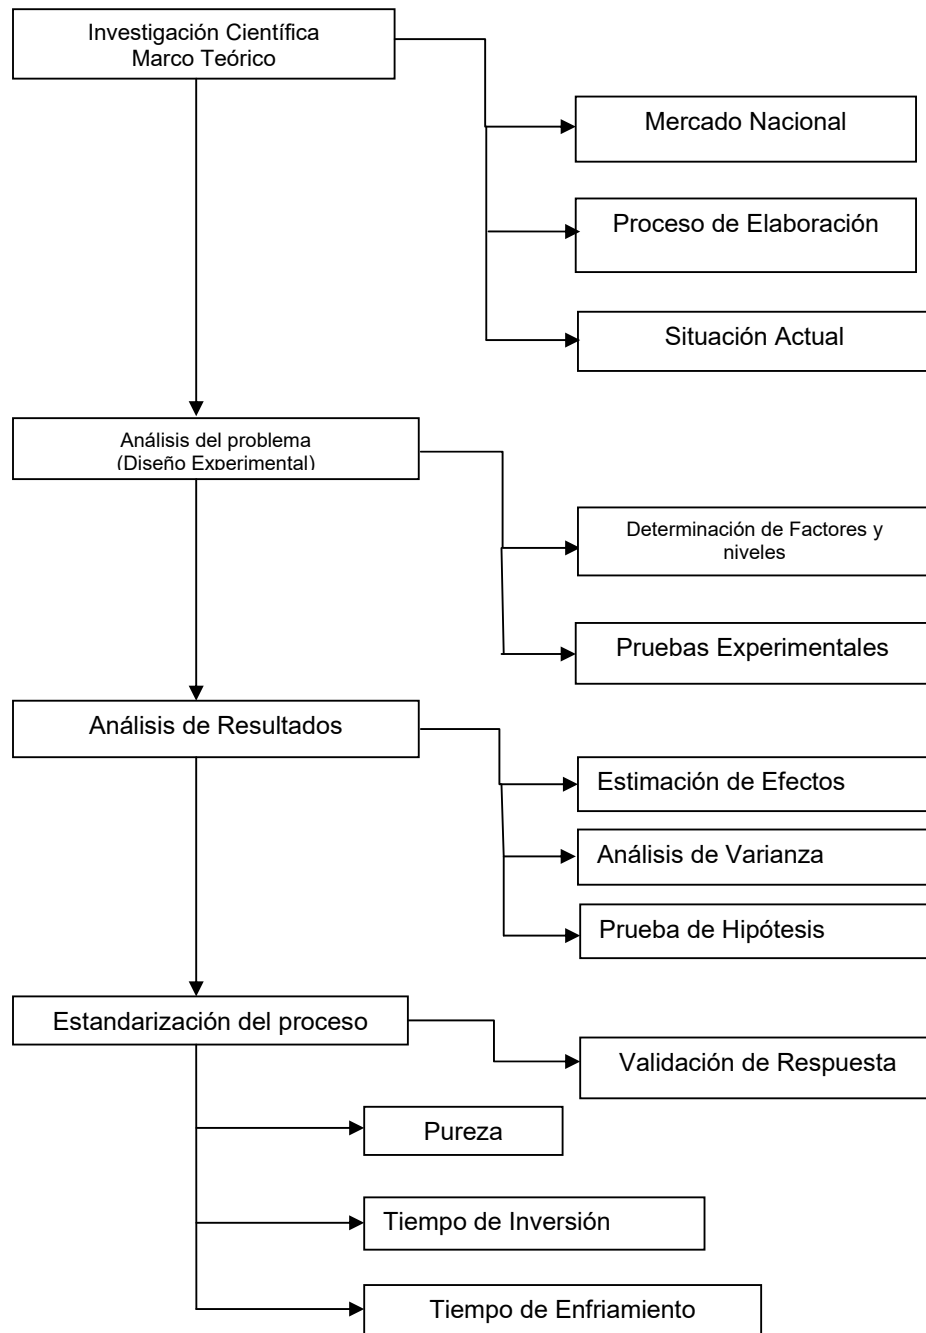 Investigación Científica
Marco Teórico
Mercado Nacional
Proceso de Elaboración
Situación Actual
Análisis del problema
(Diseño Experimental)
Determinación de Factores y
niveles
Pruebas Experimentales
Análisis de Resultados
Estimación de Efectos
Análisis de Varianza
Prueba de Hipótesis
Estandarización del proceso
Validación de Respuesta
Pureza
Tiempo de Inversión
Tiempo de Enfriamiento